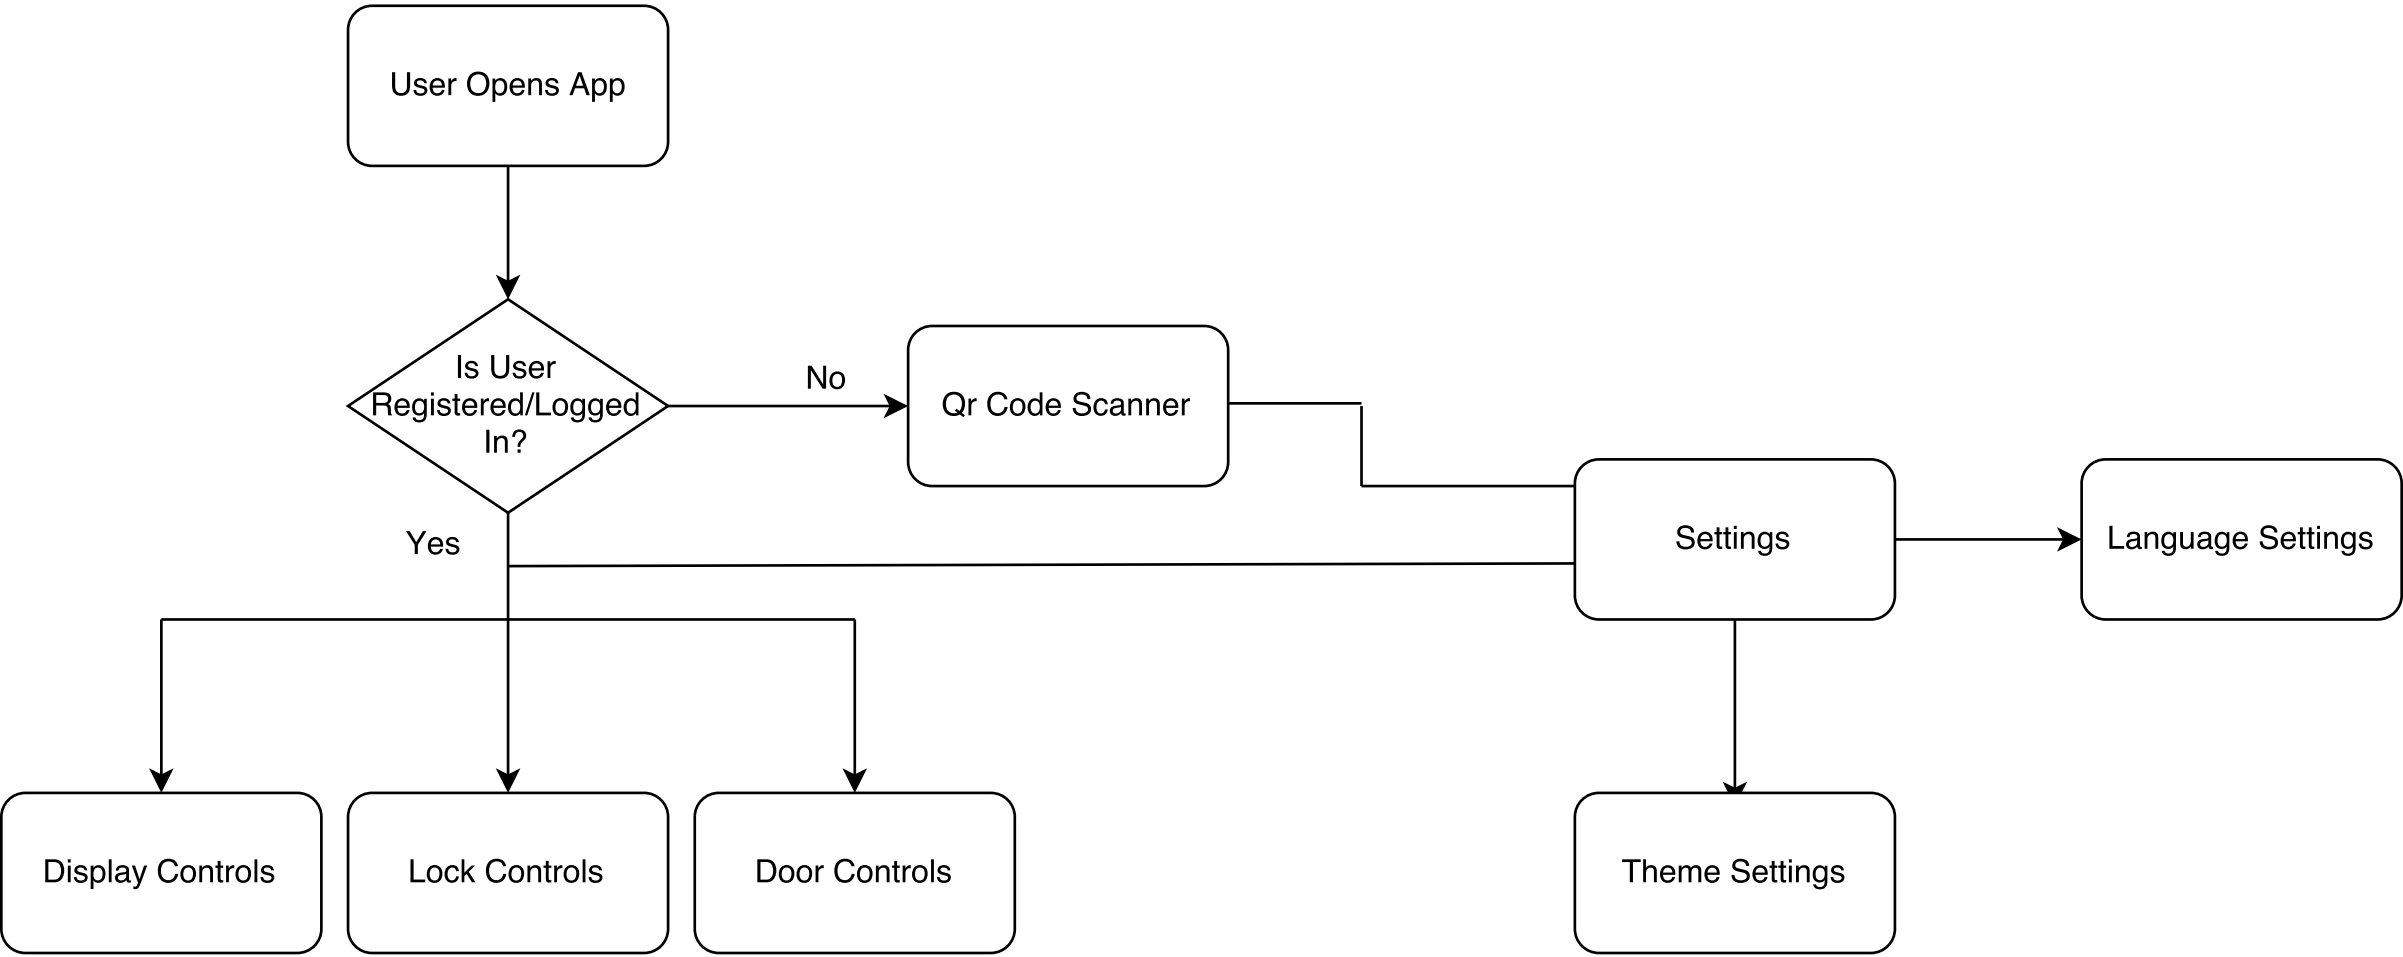 User Opens App
Is User
Registered/Logged
In?
No
Qr Code Scanner
Yes
Settings
Language Settings
Display Controls
Lock Controls
Door Controls
Theme Settings